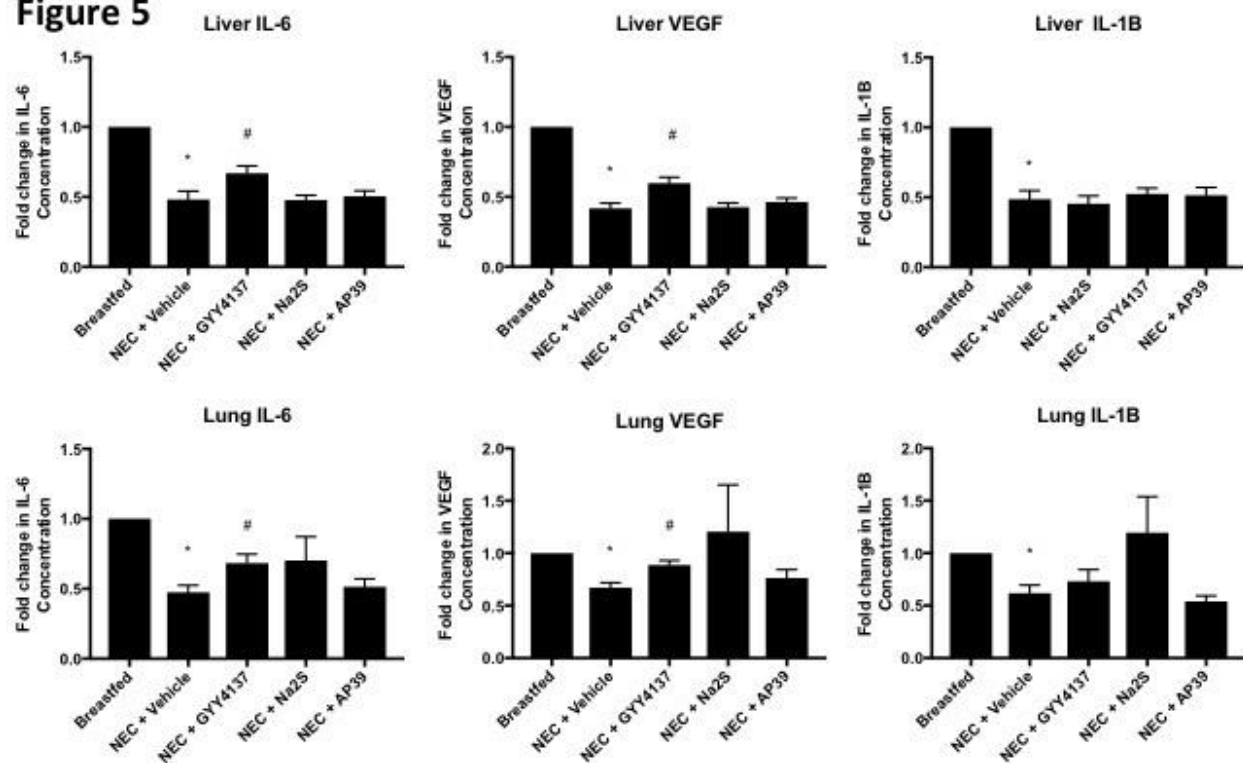 Figure 5
Liver IL-6
Fold change in IL-6
Concentration
1.5
1.0
0.5
0.0
*
#
Breastfed
NEC + Vehicle
NEC + GYY4137
NEC + Na2S
NEC + AP39
Liver VEGF
Fold change in VEGF
Concentration
1.5
1.0
0.5
0.0
*
#
Breastfed
NEC + Vehicle
NEC + GYY4137
NEC + Na2S
NEC + AP39
Liver IL-1B
Fold change in IL-1B
Concentration
1.5
1.0
0.5
0.0
*
Breastfed
NEC + Vehicle
NEC + Na2S
NEC + GYY4137
NEC + AP39
Lung IL-6
Fold change in IL-6
Concentration
1.5
1.0
0.5
0.0
*
#
Breastfed
NEC + Vehicle
NEC + GYY4137
NEC + Na2S
NEC + AP39
Lung VEGF
Fold change in VEGF
Concentration
2.0
1.5
1.0
0.5
0.0
*
#
Breastfed
NEC + Vehicle
NEC + GYY4137
NEC + Na2S
NEC + AP39
Lung IL-1B
Fold change in IL-1B
Concentration
2.0
1.5
1.0
0.5
0.0
*
Breastfed
NEC + Vehicle
NEC + GYY4137
NEC + Na2S
NEC + AP39